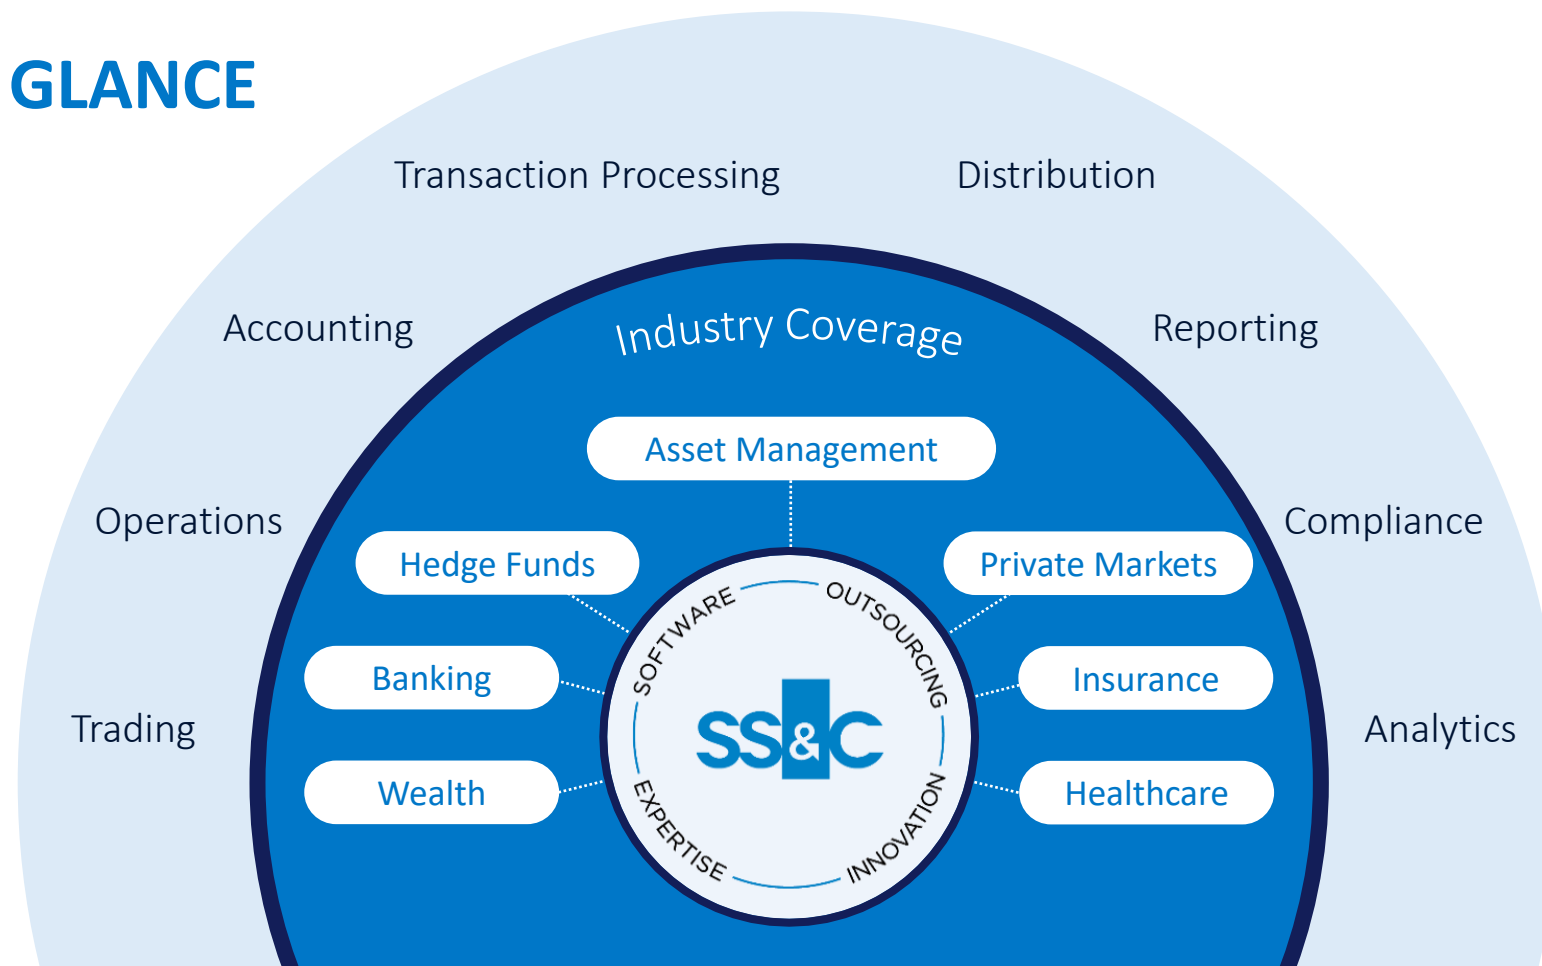 GLANCE
Transaction Processing
Distribution
Accounting
Reporting
Industry Coverage
Asset Management
Operations
Compliance
Hedge Funds
Private Markets
SOFTWARE
OUTSOURCING
Banking
Insurance
Trading
SS&C
Analytics
Wealth
Healthcare
EXPERTISE
INNOVATION